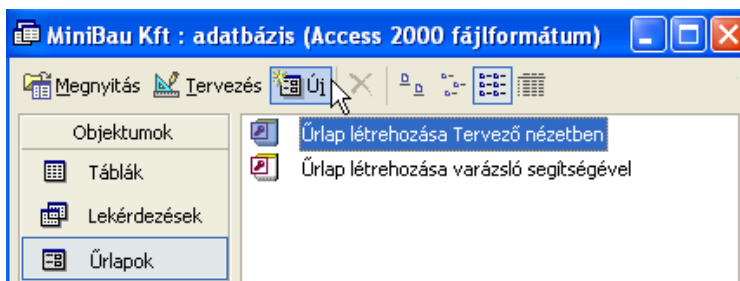 MiniBau Kft : adatbázis (Access 2000 fájlformátum)
Megnyitás Tervezés Új
Objektumok
Űrlap létrehozása Tervező nézetben
Táblák
Űrlap létrehozása varázsló segítségével
Lekérdezések
Űrlapok